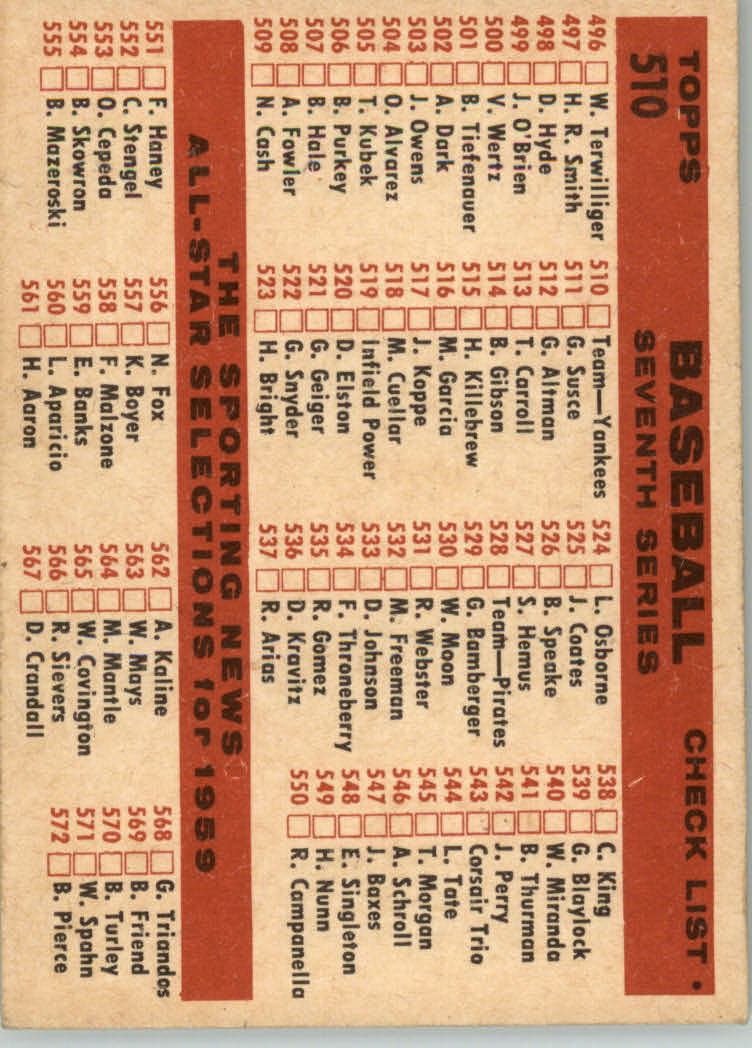 TOPPS BASEBALL CHECK LIST •
510 SEVENTH SERIES
496 W. Terwilliger
497 H. R. Smith
498 D. Hyde
499 J. O'Brien
500 V. Wertz
501 B. Tiefenauer
502 A. Dark
503 J. Owens
504 O. Alvarez
505 T. Kubek
506 B. Purkey
507 B. Hale
508 A. Fowler
509 N. Cash
510 Team—Yankees
511 G. Susce
512 G. Altman
513 T. Carroll
514 B. Gibson
515 H. Killebrew
516 M. Garcia
517 J. Koppe
518 M. Cuellar
519 Infield Power
520 D. Elston
521 G. Geiger
522 G. Snyder
523 H. Bright
524 L. Osborne
525 J. Coates
526 B. Speake
527 S. Hemus
528 Team—Pirates
529 G. Bamberger
530 W. Moon
531 R. Webster
532 M. Freeman
533 D. Johnson
534 F. Throneberry
535 R. Gomez
536 D. Kravitz
537 R. Arias
538 C. King
539 G. Blaylock
540 W. Miranda
541 B. Thurman
542 J. Perry
543 Corsair Trio
544 L. Tate
545 T. Morgan
546 A. Schroll
547 J. Baxes
548 E. Singleton
549 H. Nunn
550 R. Campanella
THE SPORTING NEWS
ALL-STAR SELECTIONS for 1959
551 F. Haney
552 C. Stengel
553 O. Cepeda
554 B. Skowron
555 B. Mazeroski
556 N. Fox
557 K. Boyer
558 F. Malzone
559 E. Banks
560 L. Aparicio
561 H. Aaron
562 A. Kaline
563 W. Mays
564 M. Mantle
565 W. Covington
566 R. Sievers
567 D. Crandall
568 G. Triandos
569 B. Friend
570 B. Turley
571 W. Spahn
572 B. Pierce